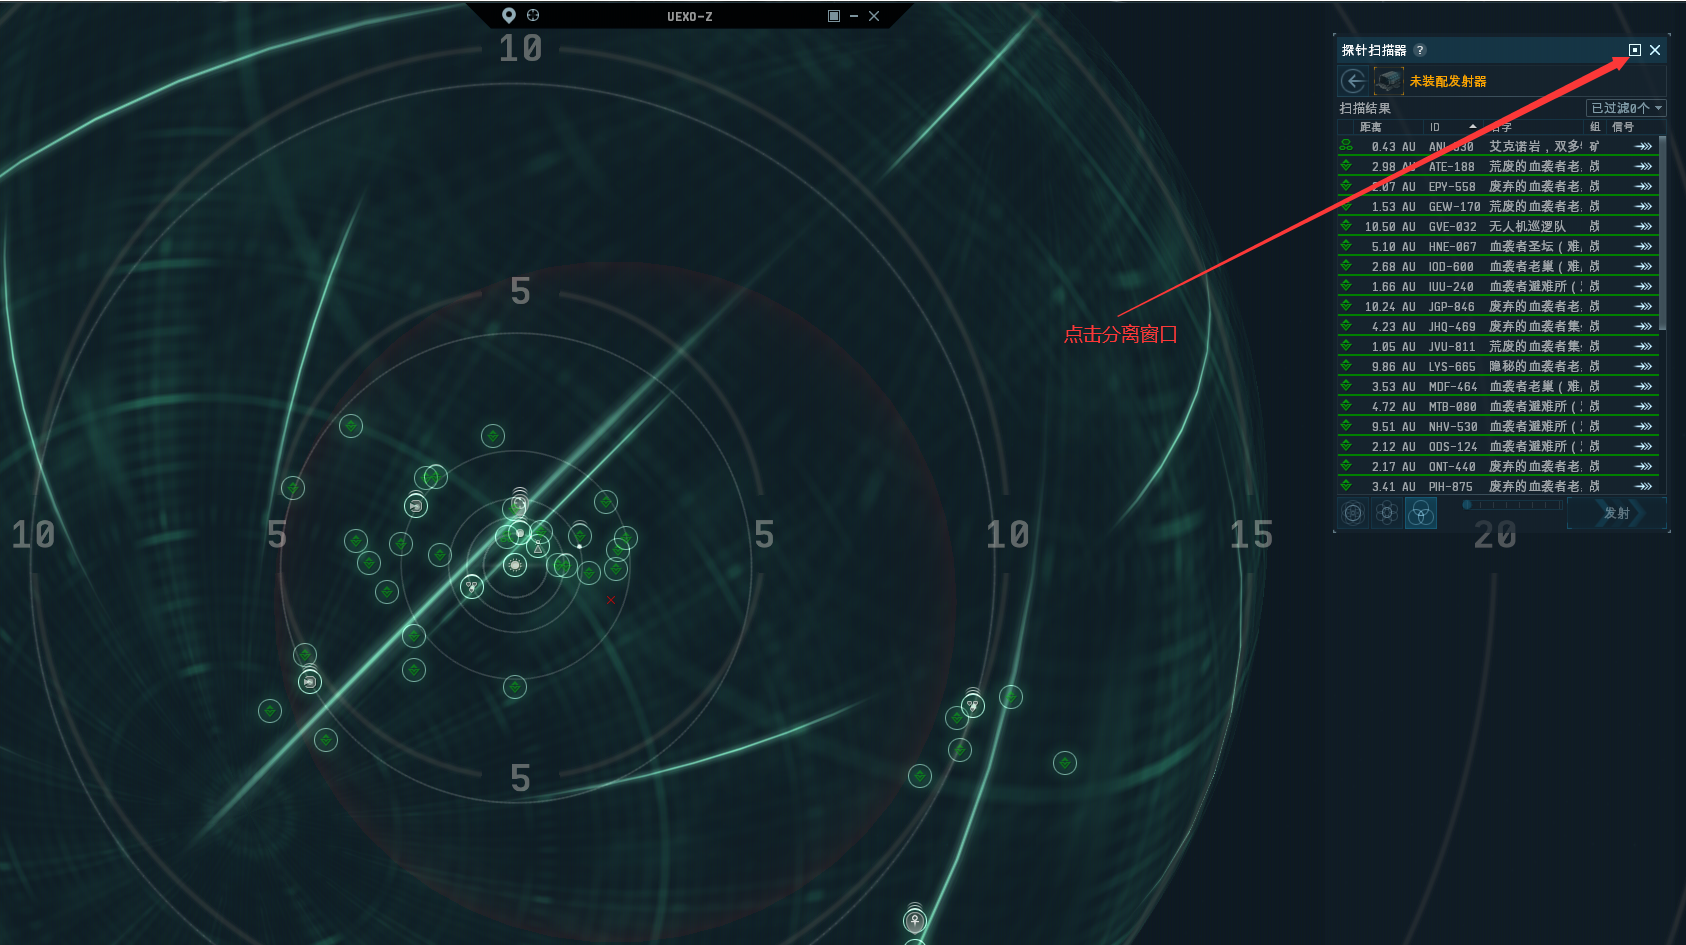 UEXO-Z
10
5
10
5
5
10
15
20
5
点击分离窗口
探针扫描器 ?
未装配发射器
扫描结果 已过滤0个
距离 ID 名字 组 信号
0.43 AU 艾克诺岩，双多 矿
2.98 AU ATE-188 荒废的血袭者老 战
2.07 AU EPY-558 废弃的血袭者老 战
1.53 AU GEW-170 荒废的血袭者老 战
10.50 AU GVE-032 无人机巡逻队 战
5.10 AU HNE-067 血袭者圣坛 ( 难 战
2.68 AU IOD-600 血袭者老巢 ( 难 战
1.66 AU IUU-240 血袭者避难所 ( 战
10.24 AU JGP-846 废弃的血袭者老 战
4.23 AU JHQ-469 废弃的血袭者集 战
1.05 AU JVU-811 荒废的血袭者集 战
9.86 AU LYS-665 隐秘的血袭者老 战
3.53 AU MDF-464 血袭者老巢 ( 难 战
4.72 AU MTB-080 血袭者避难所 ( 战
9.51 AU NHV-530 血袭者避难所 ( 战
2.12 AU ODS-124 血袭者避难所 ( 战
2.17 AU ONT-440 废弃的血袭者老 战
3.41 AU PIH-875 废弃的血袭者老 战
发射